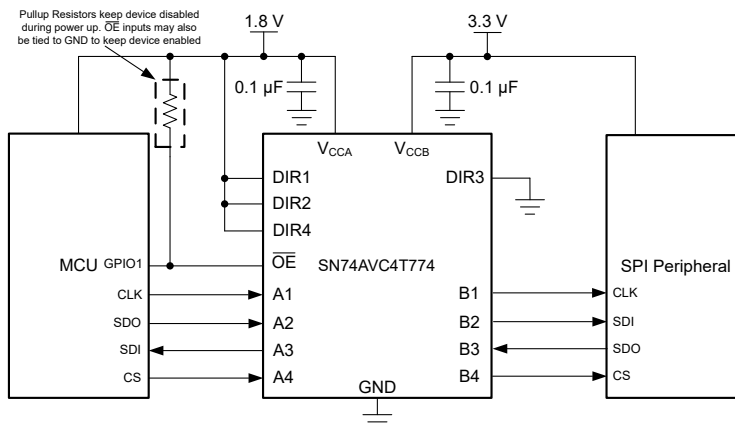 Pullup Resistors keep device disabled
during power up. OE inputs may also
be tied to GND to keep device enabled
1.8 V
3.3 V
0.1 µF
0.1 µF
VCCA
VCCB
DIR1
DIR3
DIR2
DIR4
MCU
GPIO1
OE
SN74AVC4T774
SPI Peripheral
CLK
A1
B1
CLK
SDO
A2
B2
SDI
SDI
A3
B3
SDO
CS
A4
B4
CS
GND